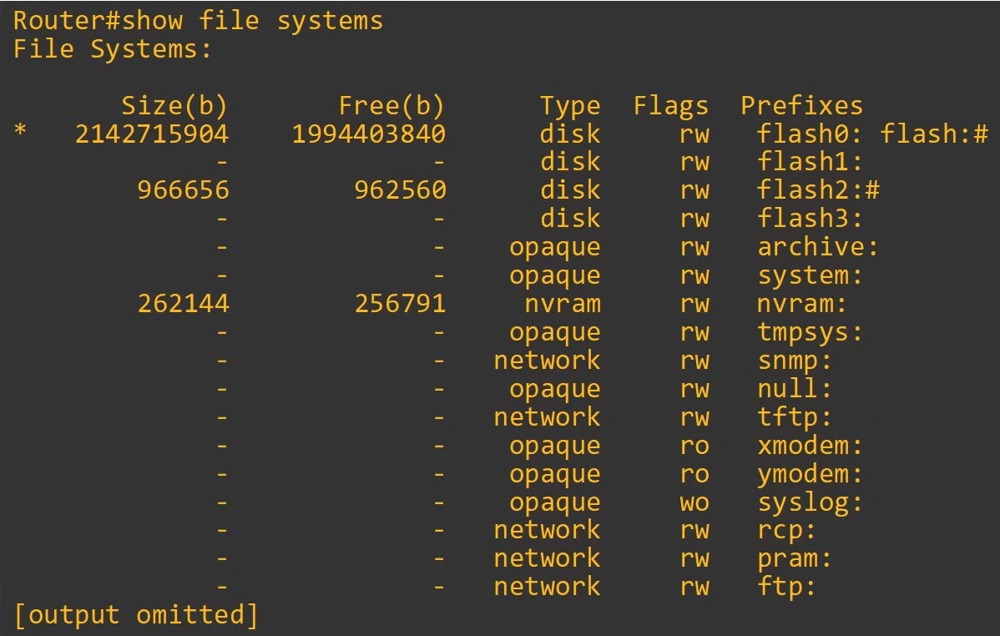 Router#show file systems
File Systems:
Size(b) Free(b) Type Flags Prefixes
* 2142715904 1994403840 disk rw flash0: flash:#
- - disk rw flash1:
966656 962560 disk rw flash2:#
- - disk rw flash3:
- - opaque rw archive:
- - opaque rw system:
262144 256791 nvram rw nvram:
- - opaque rw tmpsys:
- - network rw snmp:
- - opaque rw null:
- - network rw tftp:
- - opaque ro xmodem:
- - opaque ro ymodem:
- - opaque wo syslog:
- - network rw rcp:
- - network rw pram:
- - network rw ftp:
[output omitted]